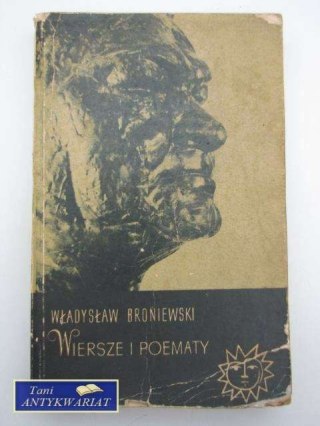 WŁADYSŁAW BRONIEWSKI
WIERSZE I POEMATY
Tani
ANTYKWARIAT